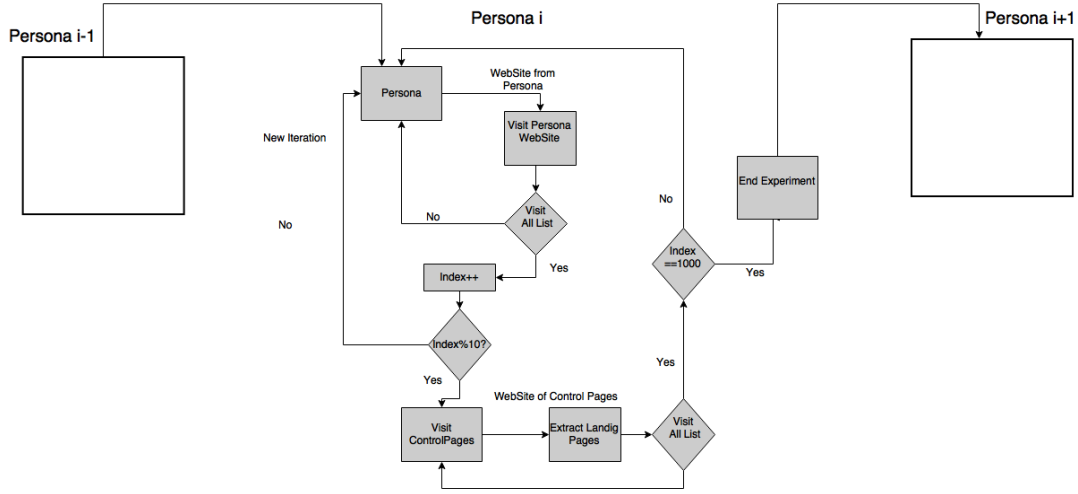 Persona i-1
Persona i
Persona i+1
Persona
WebSite from
Persona
Visit Persona
WebSite
New Iteration
No
Visit
All List
No
Yes
Index++
Index%10?
No
Yes
Visit
ControlPages
WebSite of Control Pages
Extract Landig
Pages
Visit
All List
Yes
Index
==1000
No
Yes
End Experiment